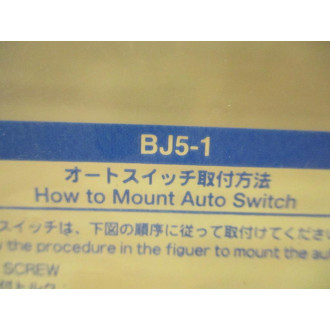 BJ5-1
オートスイッチ取付方法
How to Mount Auto Switch
スイッチは、下図の順序に従って取付けてくださ
the procedure in the figuer to mount the au
SCREW